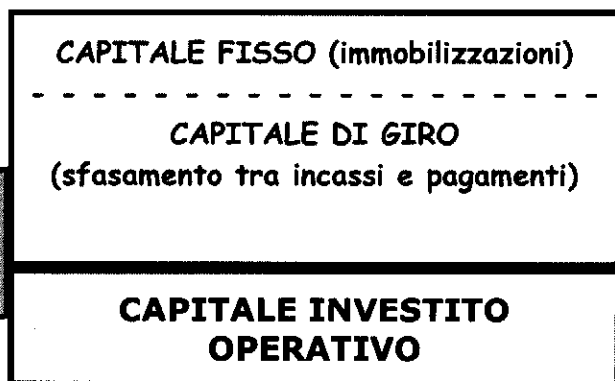 CAPITALE FISSO (immobilizzazioni)
CAPITALE DI GIRO
(sfasamento tra incassi e pagamenti)
CAPITALE INVESTITO
OPERATIVO